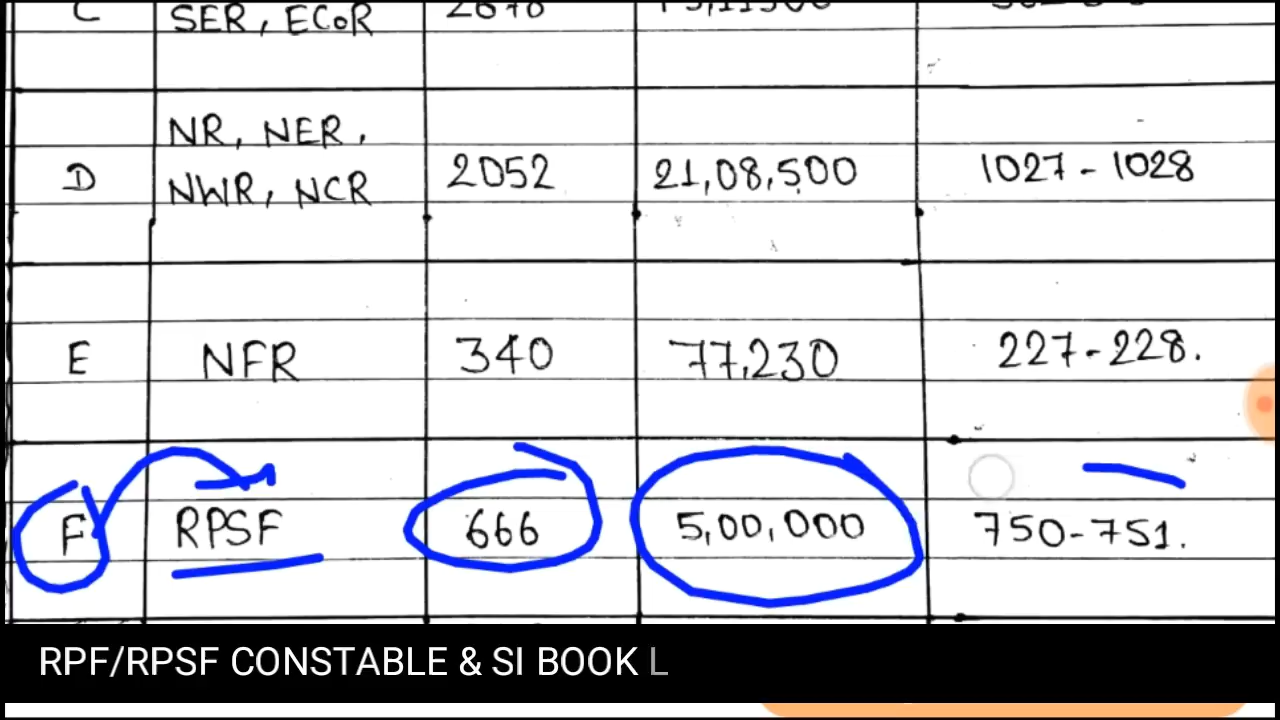 C
SER, ECoR
2678
NR, NER,
D
NWR, NCR
2052
21,08,500
1027 - 1028
E
NFR
340
77,230
227-228.
F
RPSF
666
5,00,000
750-751.
RPF/RPSF CONSTABLE & SI BOOK L